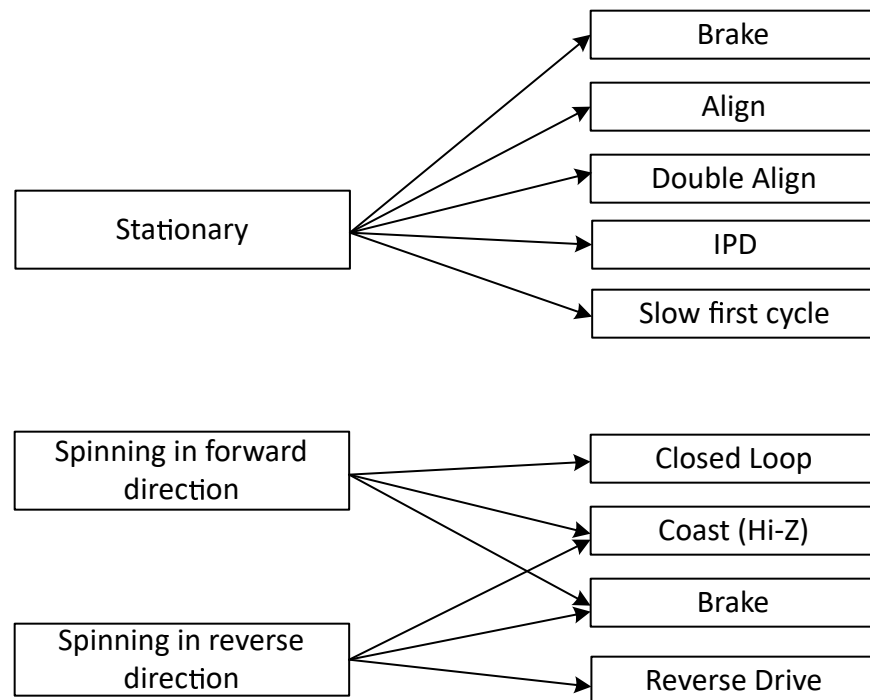 Brake
Align
Double Align
Stationary
IPD
Slow first cycle
Spinning in forward
direction
Closed Loop
Coast (Hi-Z)
Brake
Spinning in reverse
direction
Reverse Drive